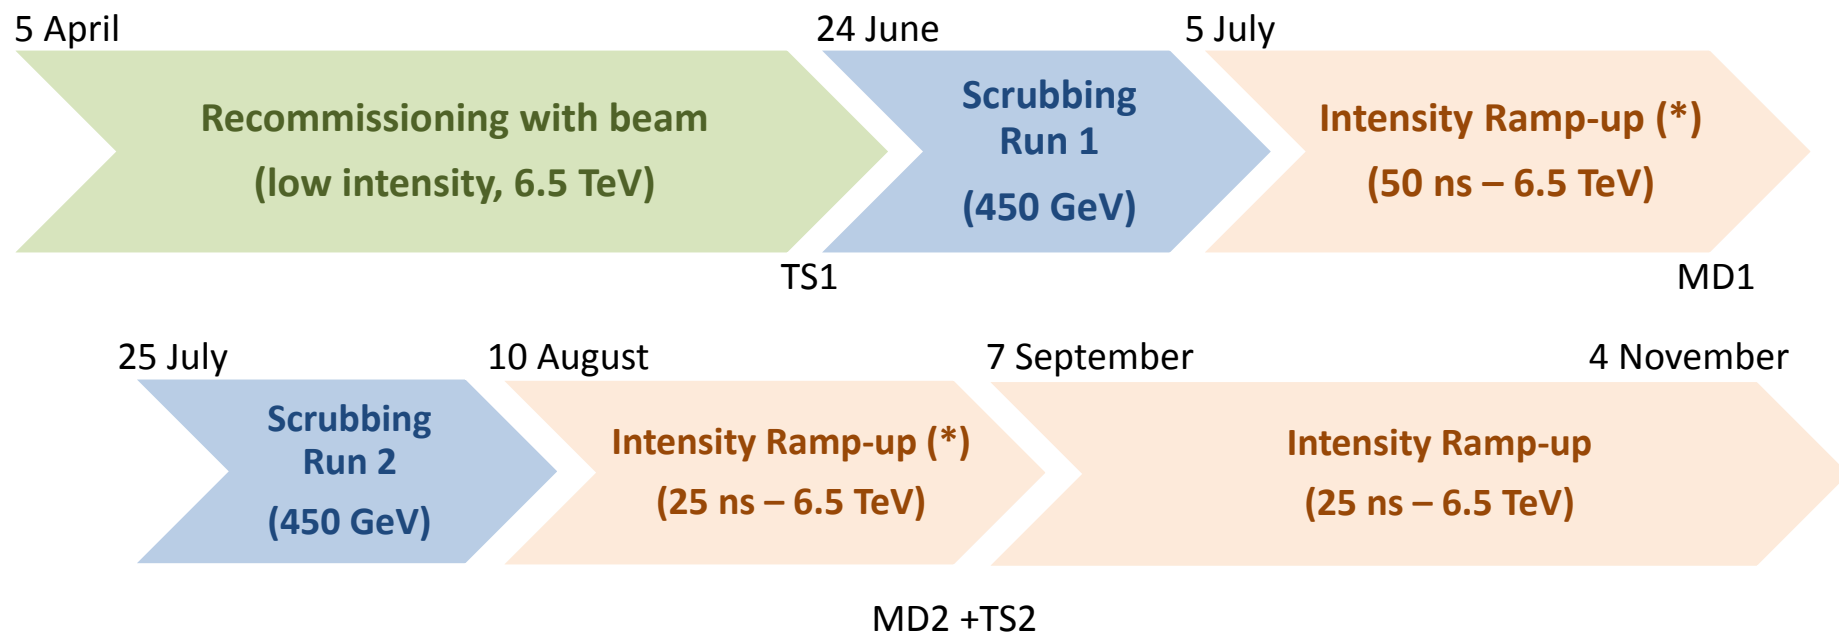 5 April
24 June
5 July
Recommissioning with beam
(low intensity, 6.5 TeV)
Scrubbing
Run 1
(450 GeV)
Intensity Ramp-up (*)
(50 ns – 6.5 TeV)
TS1
MD1
25 July
10 August
7 September
4 November
Scrubbing
Run 2
(450 GeV)
Intensity Ramp-up (*)
(25 ns – 6.5 TeV)
Intensity Ramp-up
(25 ns – 6.5 TeV)
MD2 +TS2